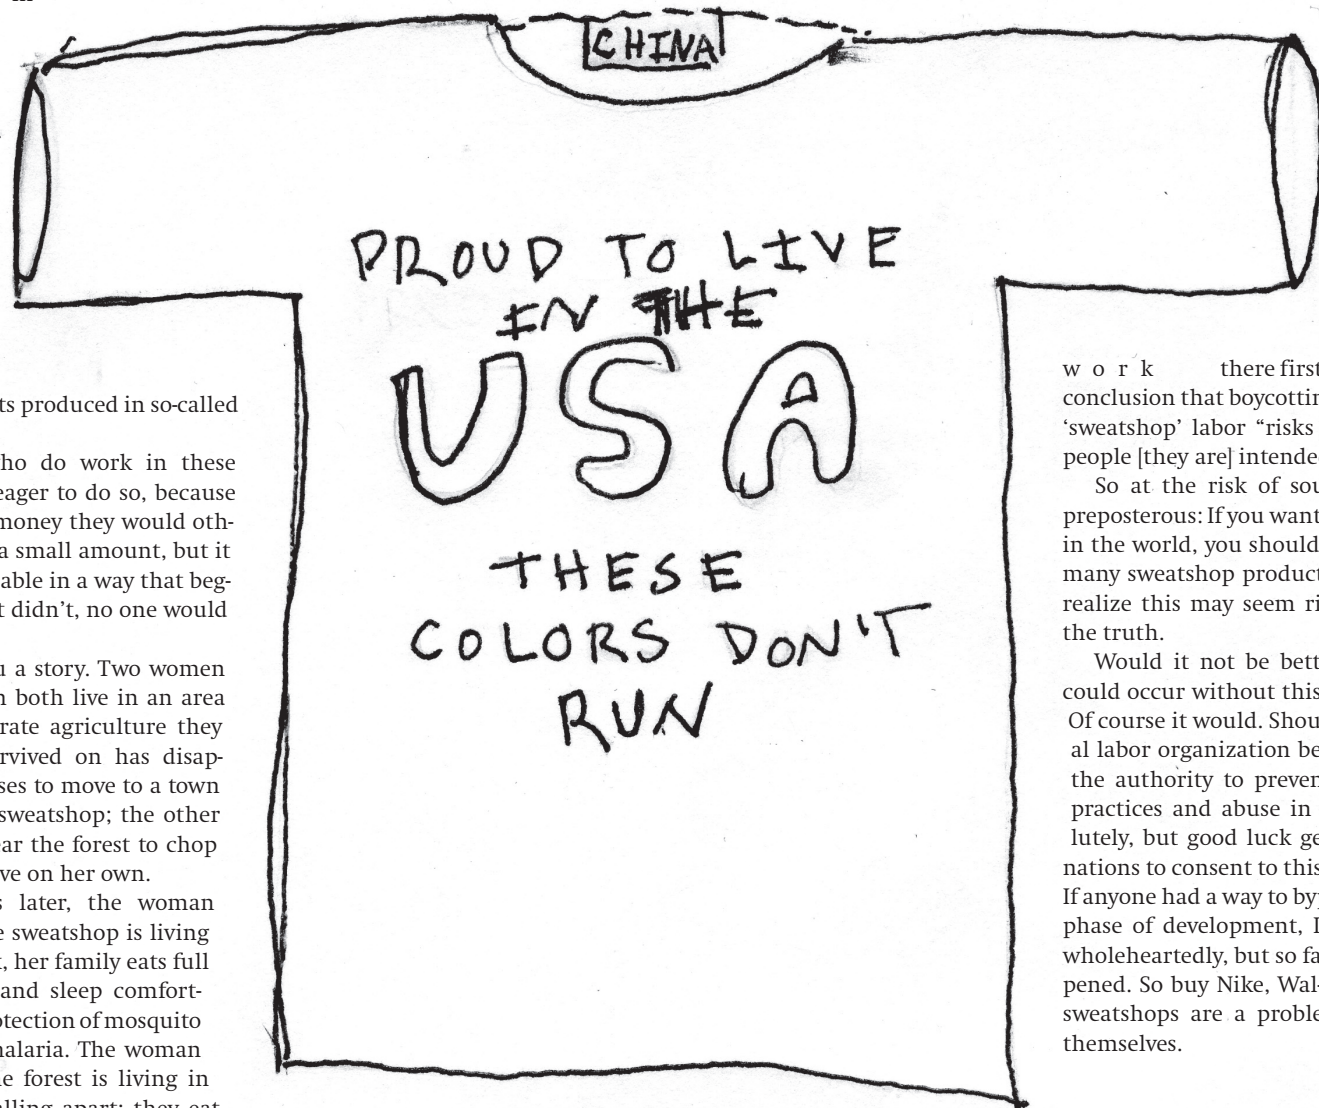 CHINA
PROUD TO LIVE
IN THE
USA
THESE
COLORS DON'T
RUN
ts produced in so-called
ho do work in these
eager to do so, because
money they would oth-
a small amount, but it
able in a way that beg-
t didn’t, no one would
u a story. Two women
n both live in an area
rate agriculture they
rvived on has disap-
ses to move to a town
sweatshop; the other
ear the forest to chop
ve on her own.
s later, the woman
e sweatshop is living
, her family eats full
and sleep comfort-
otection of mosquito
malaria. The woman
e forest is living in
alling apart; they eat
w o r k there first
conclusion that boycottin
‘sweatshop’ labor “risks
people [they are] intende
So at the risk of sou
preposterous: If you want
in the world, you should
many sweatshop product
realize this may seem ri
the truth.
Would it not be bett
could occur without this
Of course it would. Shou
al labor organization be
the authority to preven
practices and abuse in
lutely, but good luck ge
nations to consent to this
If anyone had a way to byp
phase of development, I
wholeheartedly, but so fa
pened. So buy Nike, Wal-
sweatshops are a proble
themselves.